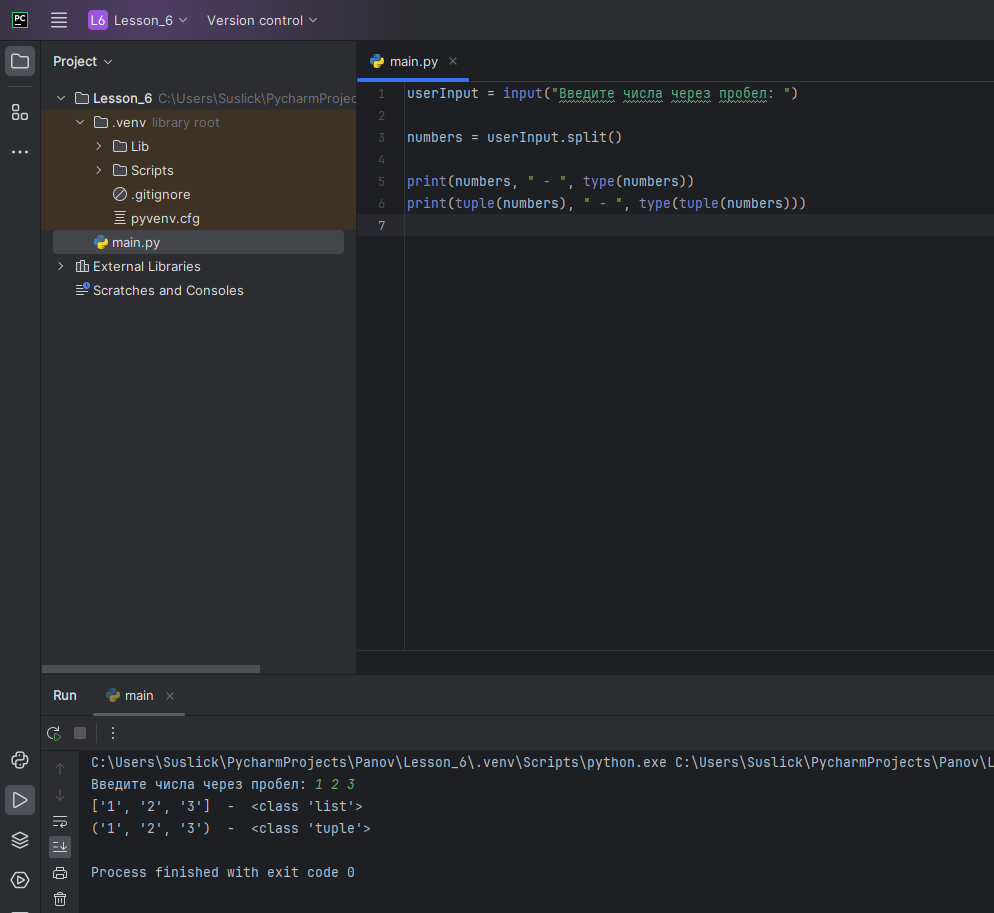 PC L6 Lesson_6 Version control
Project
main.py
Lesson_6 C:\Users\Suslick\PycharmProjec
.venv library root
Lib
Scripts
.gitignore
pyvenv.cfg
main.py
External Libraries
Scratches and Consoles
1 userInput = input("Введите числа через пробел: ")
2
3 numbers = userInput.split()
4
5 print(numbers, " - ", type(numbers))
6 print(tuple(numbers), " - ", type(tuple(numbers)))
7
Run main
C:\Users\Suslick\PycharmProjects\Panov\Lesson_6\.venv\Scripts\python.exe C:\Users\Suslick\PycharmProjects\Panov\L
Введите числа через пробел: 1 2 3
['1', '2', '3']  -  <class 'list'>
('1', '2', '3')  -  <class 'tuple'>
Process finished with exit code 0